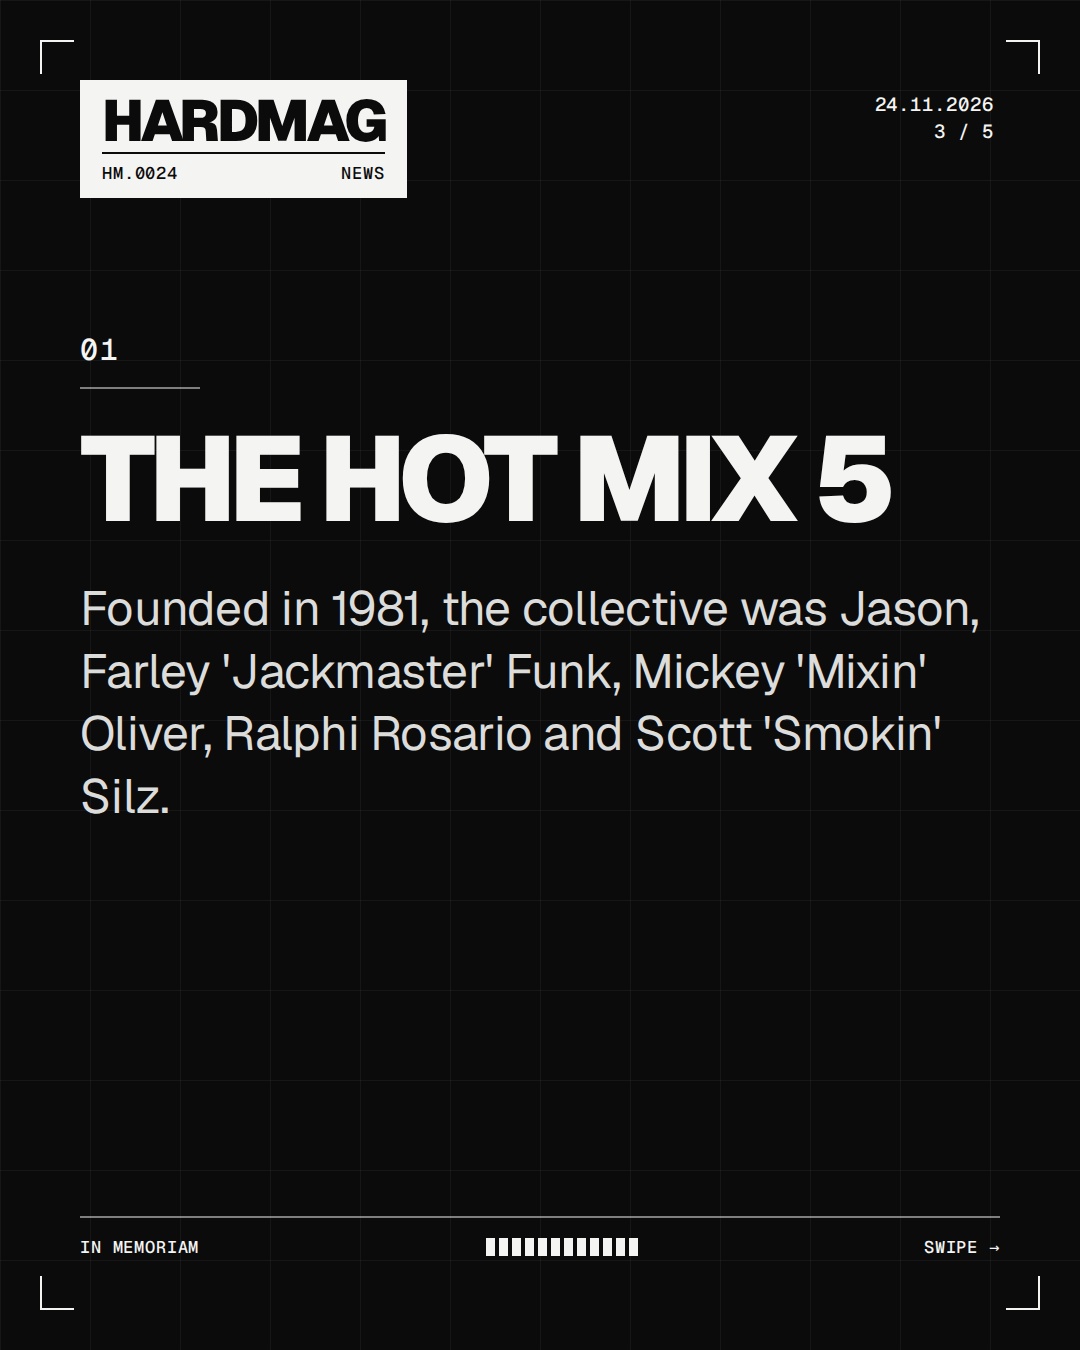 HARDMAG
HM.0024 NEWS
24.11.2026
3 / 5
01
THE HOT MIX 5
Founded in 1981, the collective was Jason,
Farley 'Jackmaster' Funk, Mickey 'Mixin'
Oliver, Ralphi Rosario and Scott 'Smokin'
Silz.
IN MEMORIAM
SWIPE →